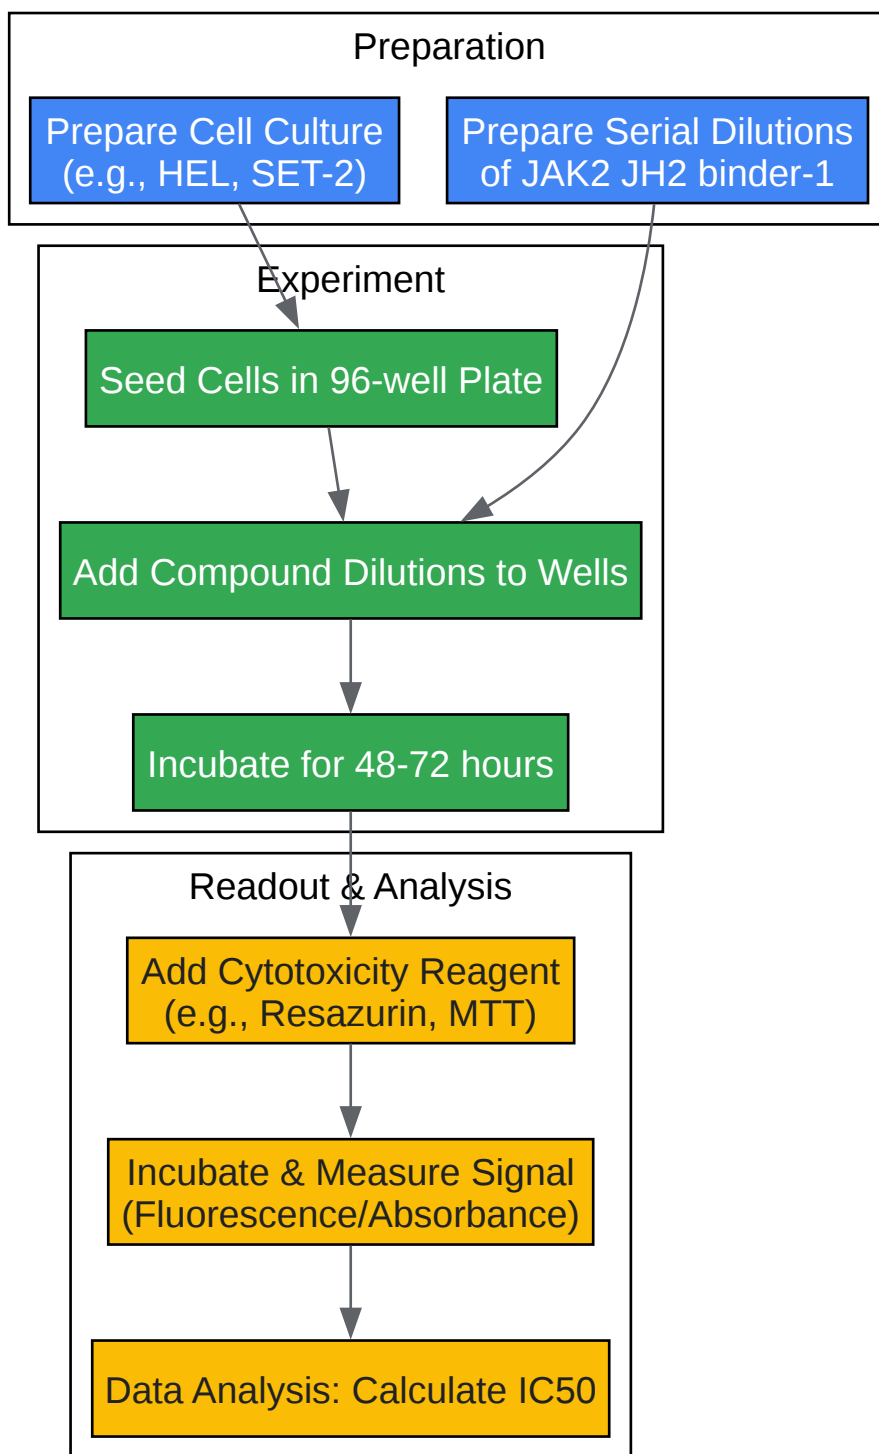 Preparation
Prepare Cell Culture
(e.g., HEL, SET-2)
Prepare Serial Dilutions
of JAK2 JH2 binder-1
Experiment
Seed Cells in 96-well Plate
Add Compound Dilutions to Wells
Incubate for 48-72 hours
Readout & Analysis
Add Cytotoxicity Reagent
(e.g., Resazurin, MTT)
Incubate & Measure Signal
(Fluorescence/Absorbance)
Data Analysis: Calculate IC50